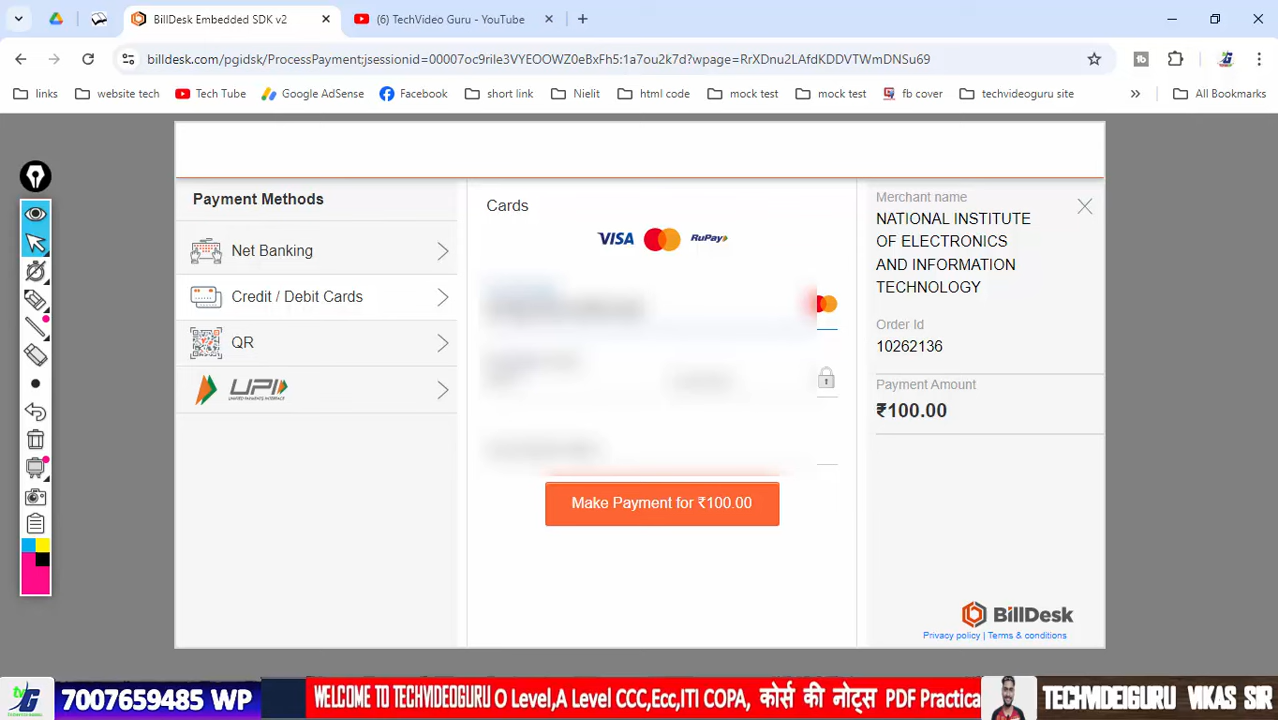 BillDesk Embedded SDK v2
(6) TechVideo Guru - YouTube
billdesk.com/pgidsk/ProcessPayment;jsessionid=00007oc9rile3VYEOOWZ0eBxFh5:1a7ou2k7d?wpage=RrXDnu2LAfdKDDVTWmDNSu69
links
website tech
Tech Tube
Google AdSense
Facebook
short link
Nielit
html code
mock test
mock test
fb cover
techvideoguru site
All Bookmarks
Payment Methods
Net Banking
Credit / Debit Cards
QR
UPI
UNIFIED PAYMENTS INTERFACE
Cards
VISA
RuPay
Make Payment for ₹100.00
Merchant name
NATIONAL INSTITUTE
OF ELECTRONICS
AND INFORMATION
TECHNOLOGY
Order Id
10262136
Payment Amount
₹100.00
BillDesk
Privacy policy | Terms & conditions
7007659485 WP
WELCOME TO TECHVIDEOGURU O Level,A Level CCC,Ecc,ITI COPA, कोर्स की नोट्स PDF Practica
TECHVIDEIGURU VIKAS SIR